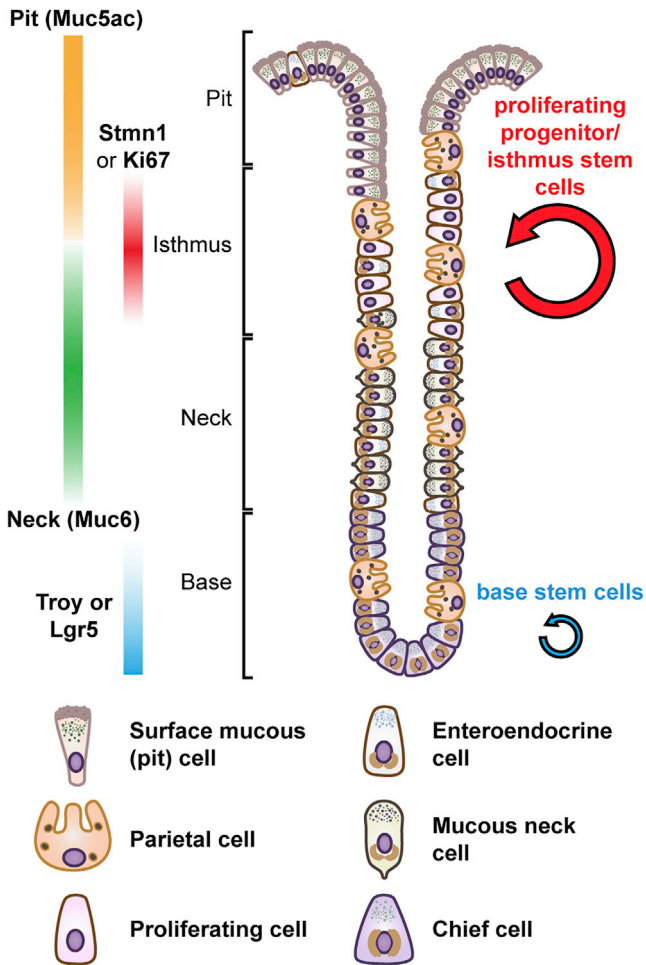 Pit (Muc5ac)
Stmn1
or Ki67
Neck (Muc6)
Troy or
Lgr5
Pit
Isthmus
Neck
Base
proliferating
progenitor/
isthmus stem
cells
base stem cells
Surface mucous
(pit) cell
Enteroendocrine
cell
Parietal cell
Mucous neck
cell
Proliferating cell
Chief cell